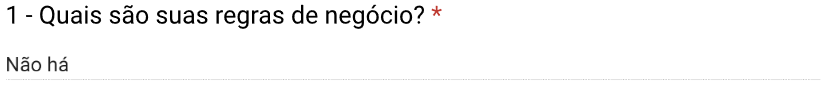 1 - Quais são suas regras de negócio? *
Não há